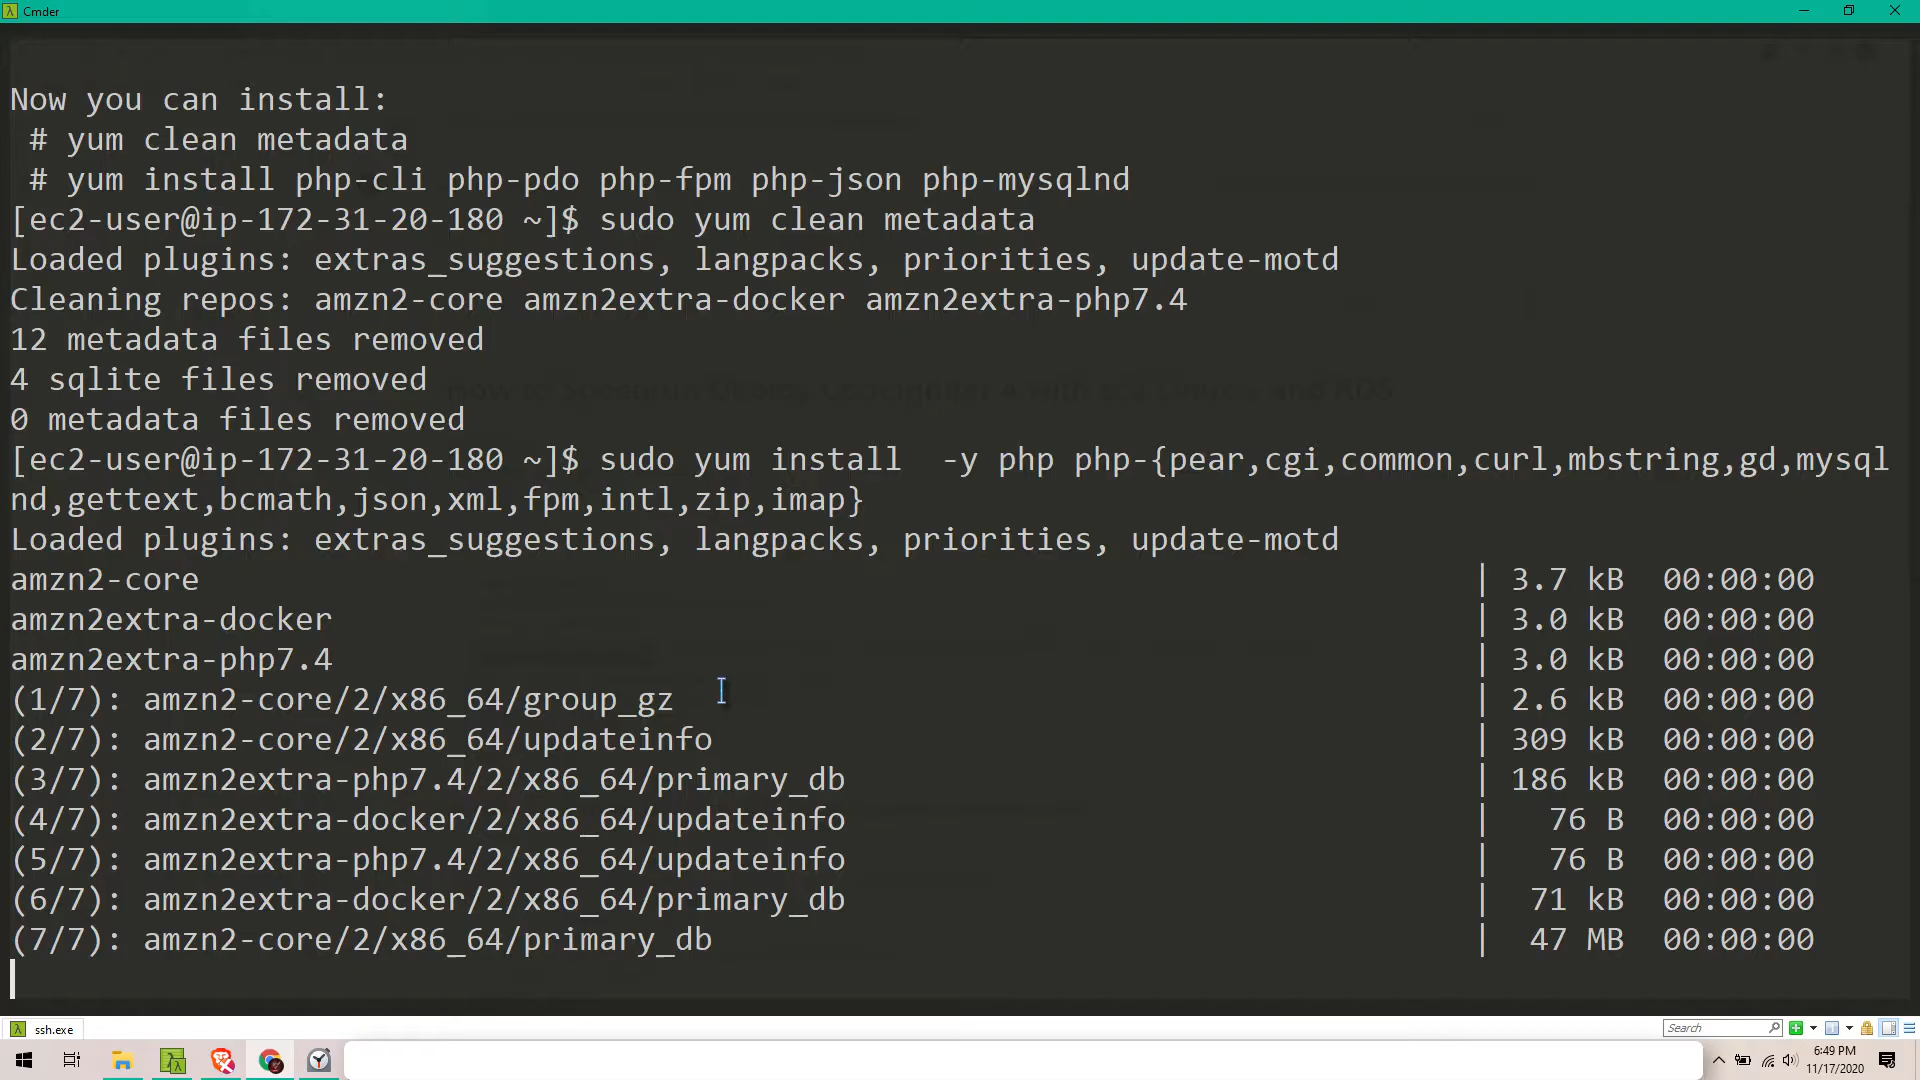 Cmder
Now you can install:
# yum clean metadata
# yum install php-cli php-pdo php-fpm php-json php-mysqlnd
[ec2-user@ip-172-31-20-180 ~]$ sudo yum clean metadata
Loaded plugins: extras_suggestions, langpacks, priorities, update-motd
Cleaning repos: amzn2-core amzn2extra-docker amzn2extra-php7.4
12 metadata files removed
4 sqlite files removed
0 metadata files removed
[ec2-user@ip-172-31-20-180 ~]$ sudo yum install  -y php php-{pear,cgi,common,curl,mbstring,gd,mysql
nd,gettext,bcmath,json,xml,fpm,intl,zip,imap}
Loaded plugins: extras_suggestions, langpacks, priorities, update-motd
amzn2-core | 3.7 kB 00:00:00
amzn2extra-docker | 3.0 kB 00:00:00
amzn2extra-php7.4 | 3.0 kB 00:00:00
(1/7): amzn2-core/2/x86_64/group_gz | 2.6 kB 00:00:00
(2/7): amzn2-core/2/x86_64/updateinfo | 309 kB 00:00:00
(3/7): amzn2extra-php7.4/2/x86_64/primary_db | 186 kB 00:00:00
(4/7): amzn2extra-docker/2/x86_64/updateinfo | 76 B 00:00:00
(5/7): amzn2extra-php7.4/2/x86_64/updateinfo | 76 B 00:00:00
(6/7): amzn2extra-docker/2/x86_64/primary_db | 71 kB 00:00:00
(7/7): amzn2-core/2/x86_64/primary_db | 47 MB 00:00:00
ssh.exe
Search
6:49 PM
11/17/2020